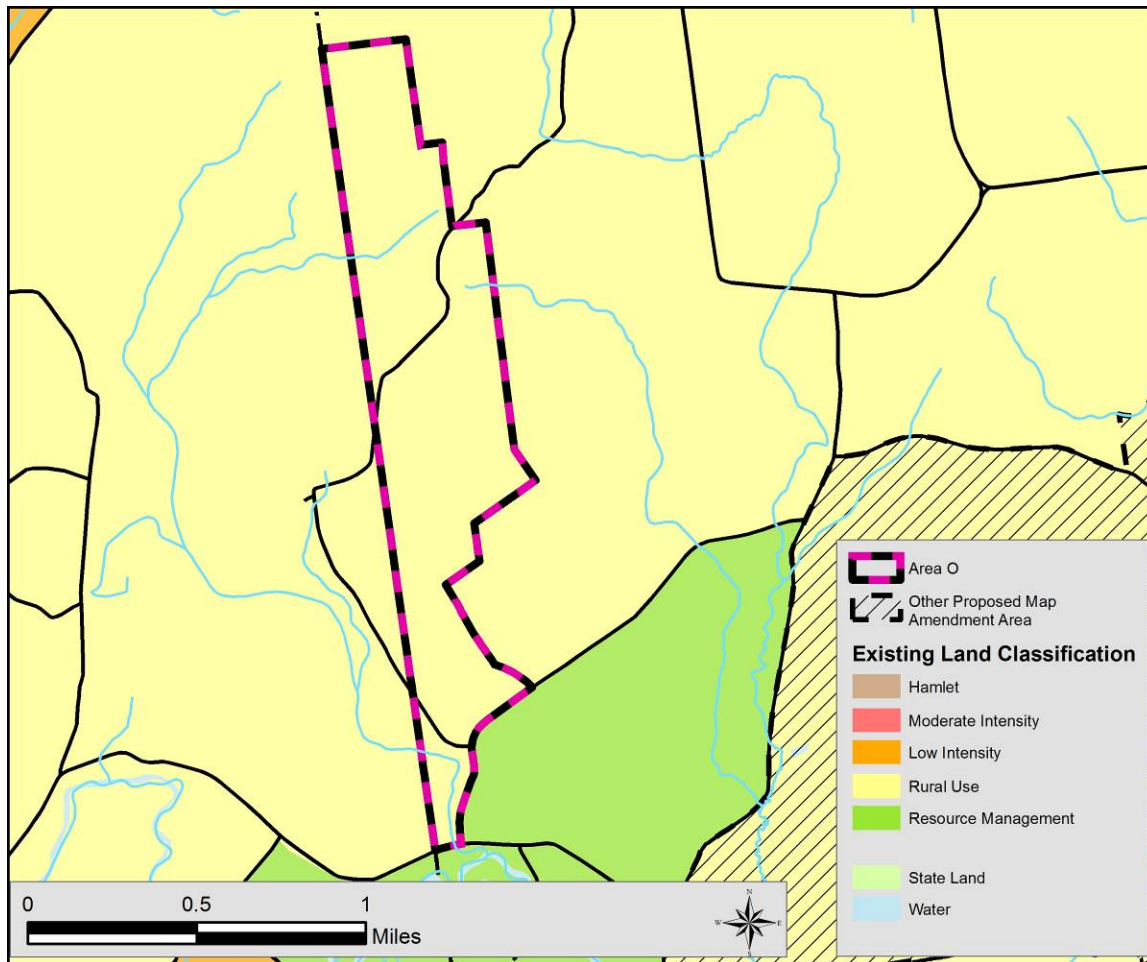 Area O
Other Proposed Map
Amendment Area
Existing Land Classification
Hamlet
Moderate Intensity
Low Intensity
Rural Use
Resource Management
State Land
Water
0 0.5 1
Miles
N
W E
S